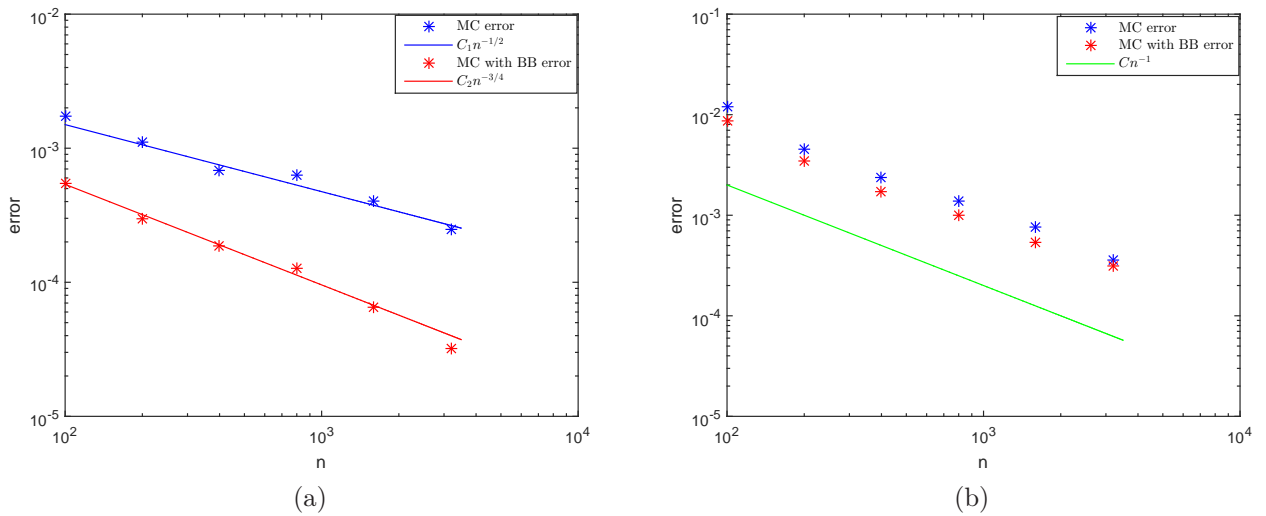 10^{-2}
10^{-3}
10^{-4}
10^{-5}
error
10^{2}
10^{3}
10^{4}
n
MC error
C_1 n^{-1/2}
MC with BB error
C_2 n^{-3/4}
(a)
10^{-1}
10^{-2}
10^{-3}
10^{-4}
10^{-5}
error
10^{2}
10^{3}
10^{4}
n
MC error
MC with BB error
Cn^{-1}
(b)